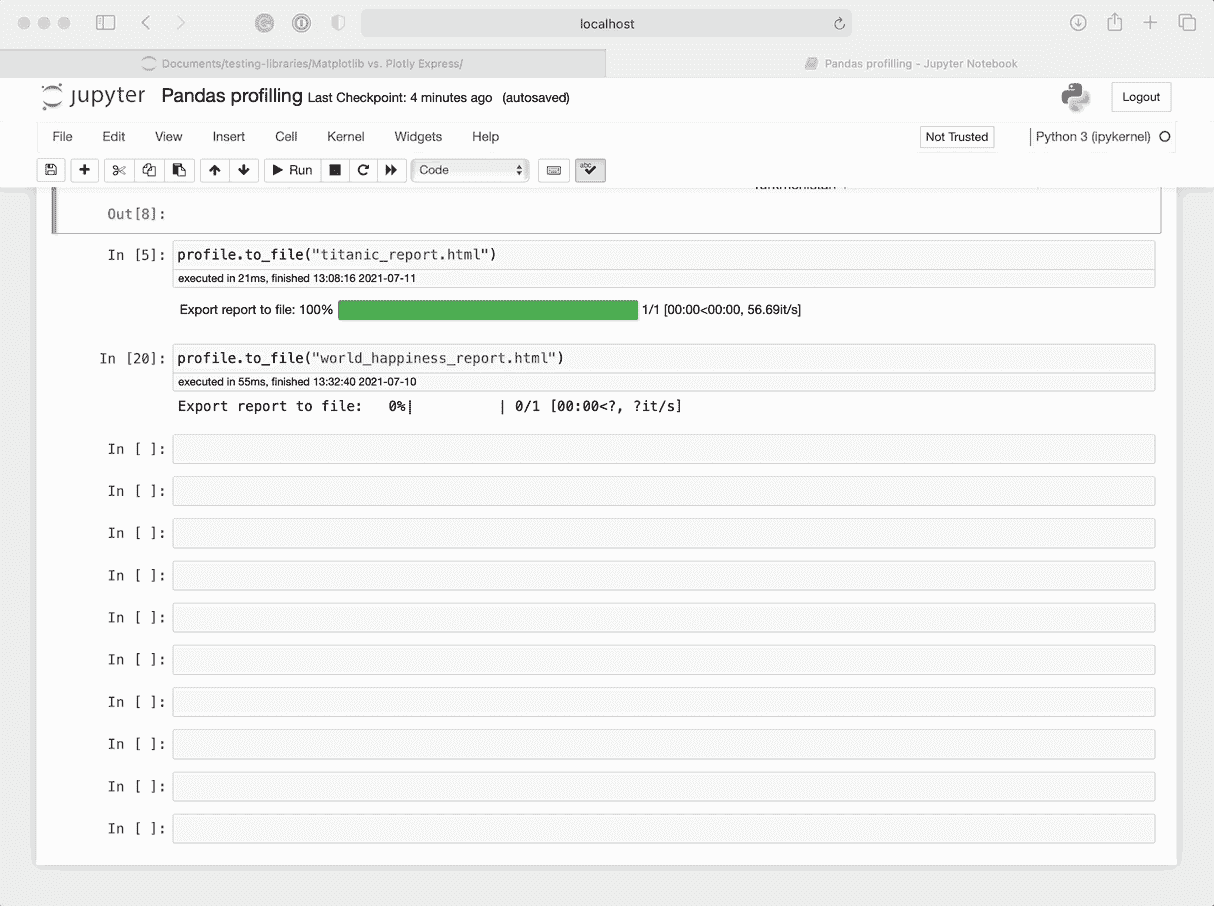 localhost
Documents/testing-libraries/Matplotlib vs. Plotly Express/
Pandas profilling - Jupyter Notebook
jupyter Pandas profilling Last Checkpoint: 4 minutes ago (autosaved)
Logout
File Edit View Insert Cell Kernel Widgets Help
Not Trusted
Python 3 (ipykernel)
Run
Code
abc
Out[8]:
In [5]: profile.to_file("titanic_report.html")
executed in 21ms, finished 13:08:16 2021-07-11
Export report to file: 100% 1/1 [00:00<00:00, 56.69it/s]
In [20]: profile.to_file("world_happiness_report.html")
executed in 55ms, finished 13:32:40 2021-07-10
Export report to file: 0%| | 0/1 [00:00<?, ?it/s]
In [ ]:
In [ ]:
In [ ]:
In [ ]:
In [ ]:
In [ ]:
In [ ]:
In [ ]:
In [ ]:
In [ ]: